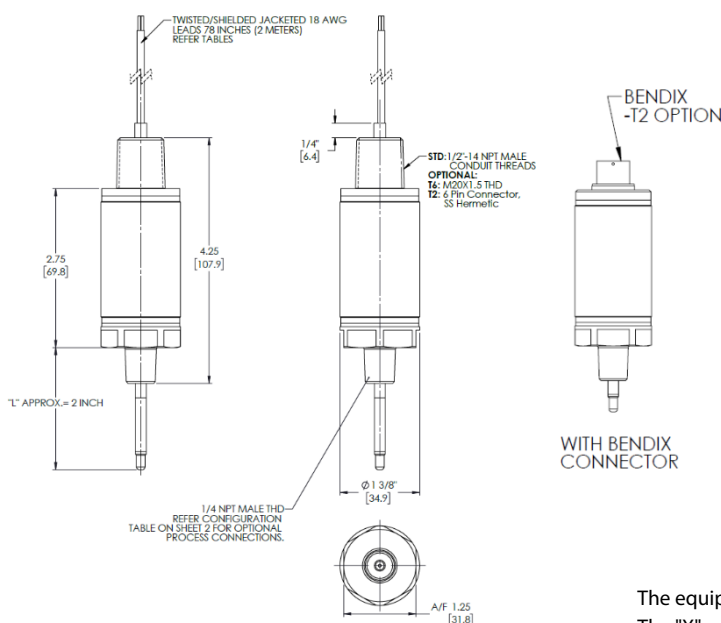 TWISTED/SHIELDED JACKETED 18 AWG
LEADS 78 INCHES (2 METERS)
REFER TABLES
BENDIX
-T2 OPTION
1/4"
[6.4]
STD:1/2"-14 NPT MALE
CONDUIT THREADS
OPTIONAL:
T6: M20X1.5 THD
T2: 6 Pin Connector,
SS Hermetic
2.75
[69.8]
4.25
[107.9]
"L" APPROX.= 2 INCH
WITH BENDIX
CONNECTOR
Ø1 3/8"
[34.9]
1/4 NPT MALE THD
REFER CONFIGURATION
TABLE ON SHEET 2 FOR OPTIONAL
PROCESS CONNECTIONS.
A/F 1.25
[31.8]
The equip
The "X"